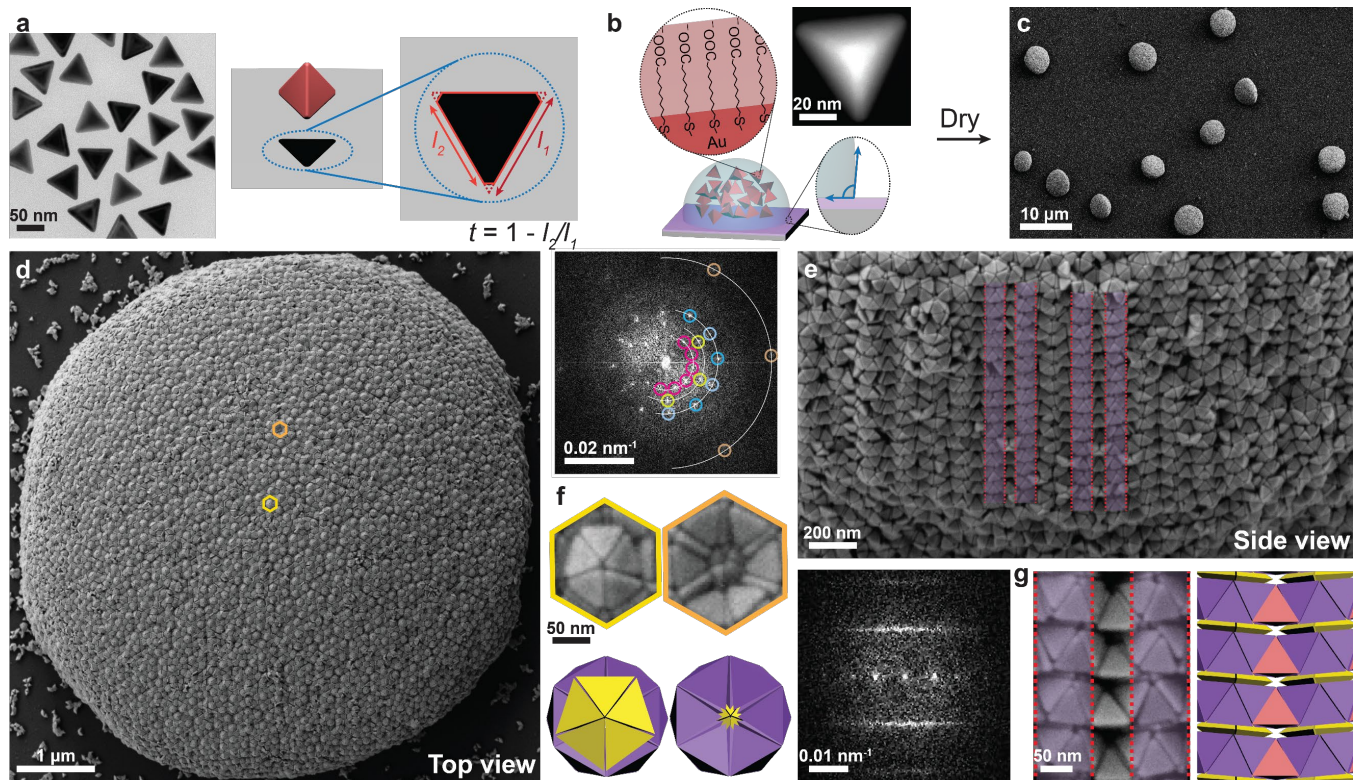 a
50 nm
l2
l1
t = 1 - l2/l1
b
OOC
OOC
OOC
OOC
OOC
S-
S-
S-
S-
S-
Au
20 nm
Dry
c
10 µm
d
1 µm
Top view
0.02 nm-1
e
200 nm
Side view
f
50 nm
0.01 nm-1
g
50 nm